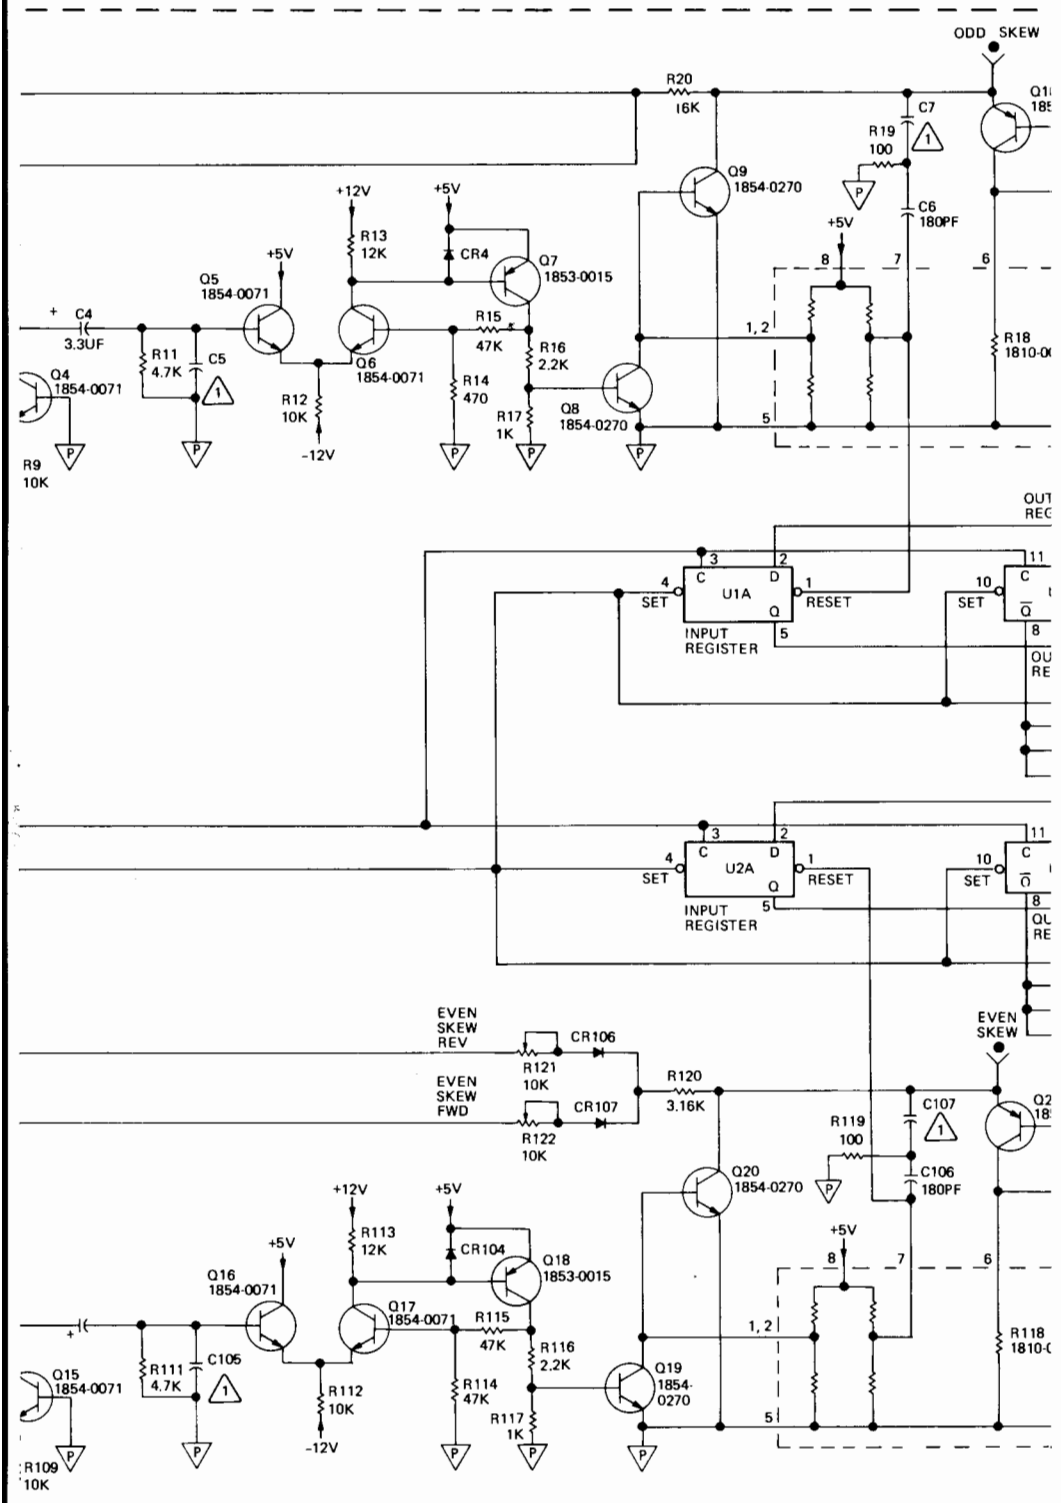 ODD SKEW
R20
16K
C7
1
R19
100
P
Q9
1854-0270
C6
180PF
+12V
+5V
+5V
R13
12K
CR4
Q7
1853-0015
8
7
6
Q5
1854-0071
+5V
+
C4
3.3UF
R15
47K
1, 2
R11
4.7K
C5
1
Q6
1854-0071
R16
2.2K
R18
Q4
1854-0071
R12
10K
R14
470
R17
1K
Q8
1854-0270
5
-12V
P
P
P
P
P
R9
10K
3
2
11
4
C
D
1
10
C
SET
U1A
RESET
SET
Q
Q̅
INPUT
REGISTER
5
8
3
2
11
4
C
D
1
10
C
SET
U2A
RESET
SET
Q
INPUT
REGISTER
5
8
EVEN
SKEW
REV
CR106
EVEN
SKEW
R121
10K
R120
3.16K
EVEN
SKEW
FWD
CR107
C107
1
R122
10K
R119
100
C106
180PF
P
Q20
1854-0270
+12V
+5V
+5V
R113
12K
CR104
Q18
1853-0015
8
7
6
Q16
1854-0071
+5V
Q17
1854-0071
R115
47K
1, 2
+
R111
4.7K
C105
1
R116
2.2K
R118
Q15
1854-0071
R112
10K
R114
47K
Q19
1854-
0270
R117
1K
5
-12V
P
P
P
P
P
R109
10K